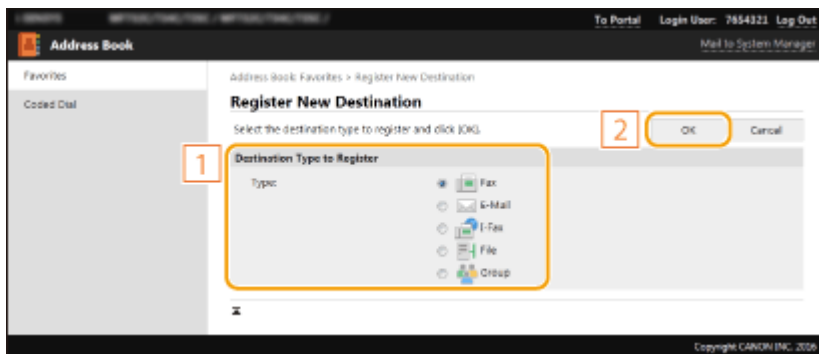 To Portal Login User: 7654321 Log Out
Address Book
Mail to System Manager
Favorites
Coded Dial
Address Book: Favorites > Register New Destination
Register New Destination
Select the destination type to register and click [OK].
2
OK
Cancel
1
Destination Type to Register
Type:
Fax
E-Mail
I-Fax
File
Group
Copyright CANON INC. 2016